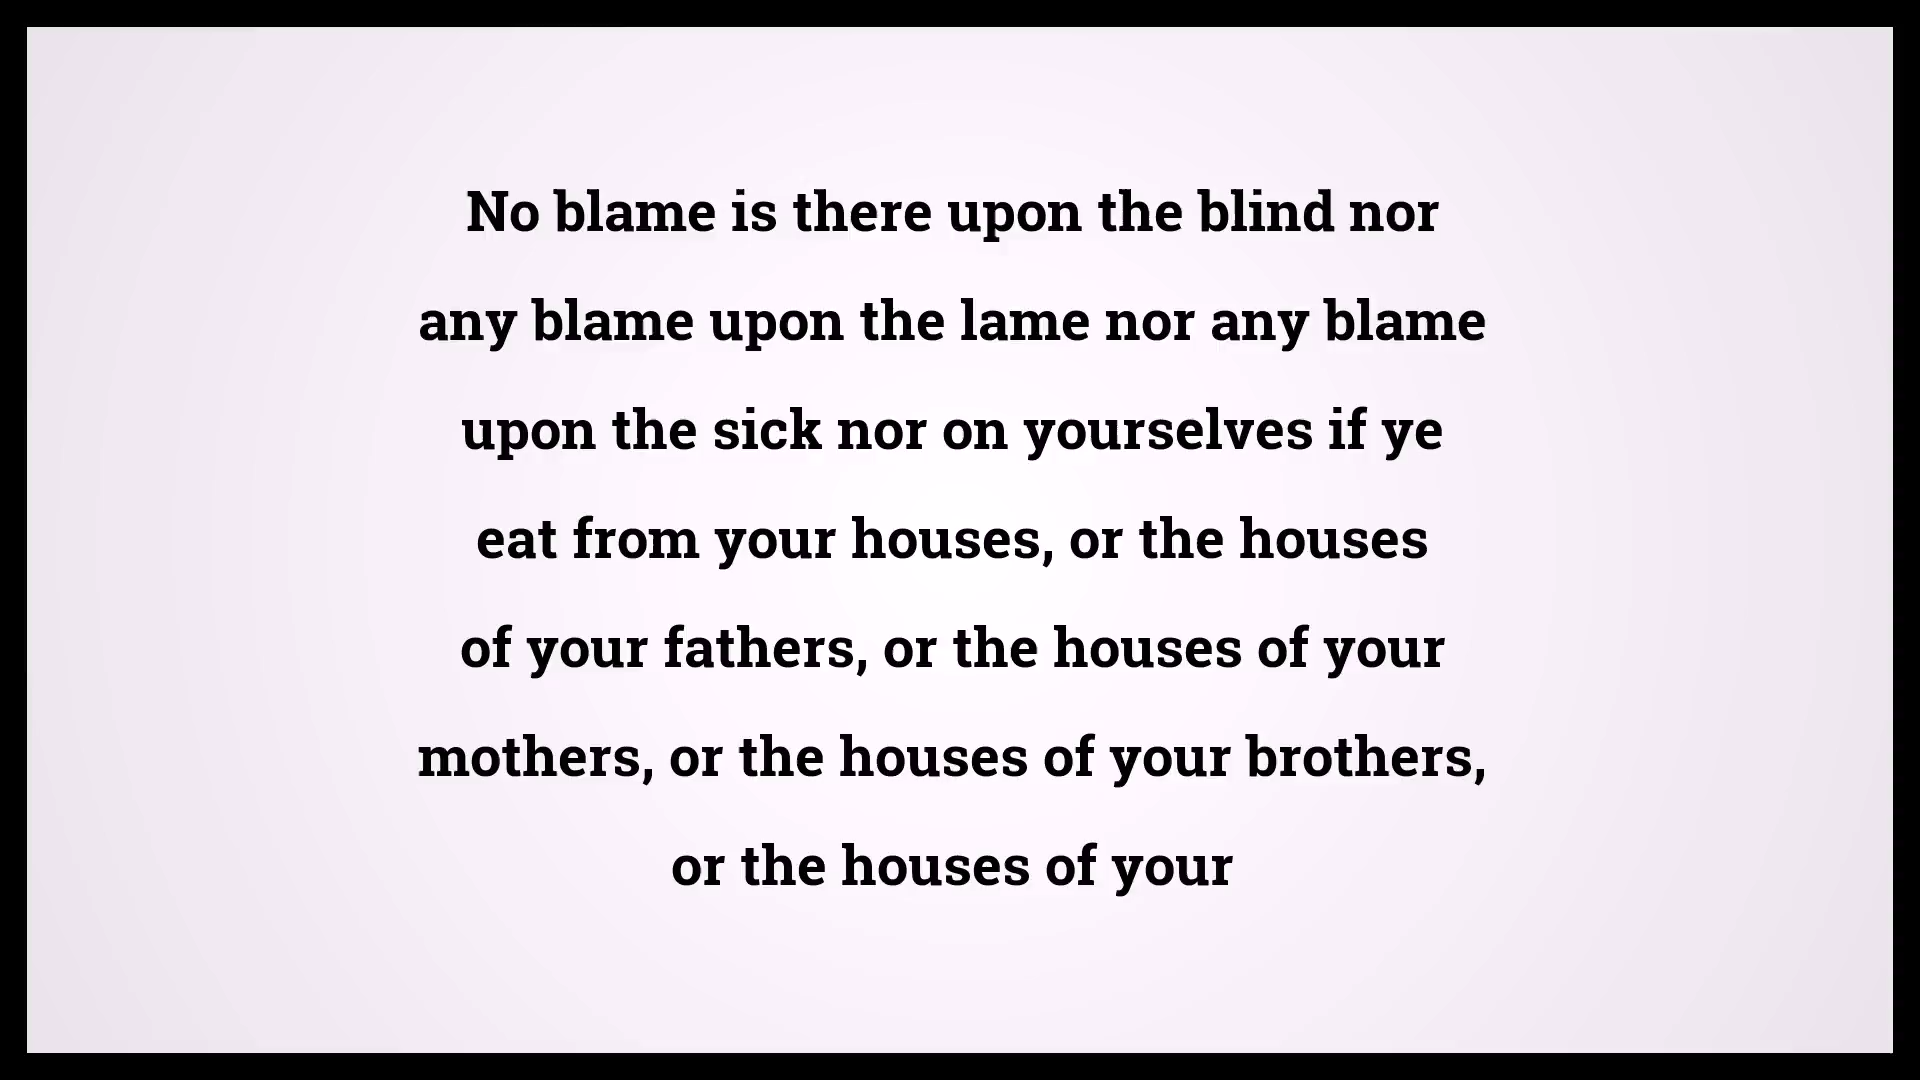 No blame is there upon the blind nor
any blame upon the lame nor any blame
upon the sick nor on yourselves if ye
eat from your houses, or the houses
of your fathers, or the houses of your
mothers, or the houses of your brothers,
or the houses of your